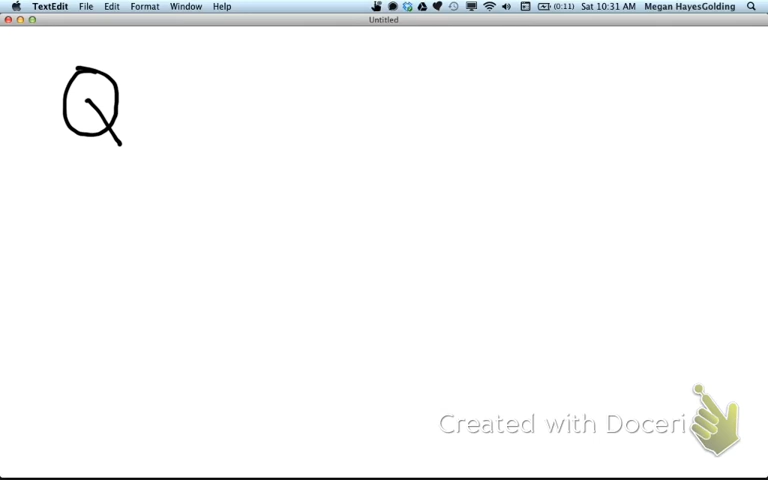 TextEdit File Edit Format Window Help (0:11) Sat 10:31 AM Megan HayesGolding
Untitled
Q
Created with Doceri